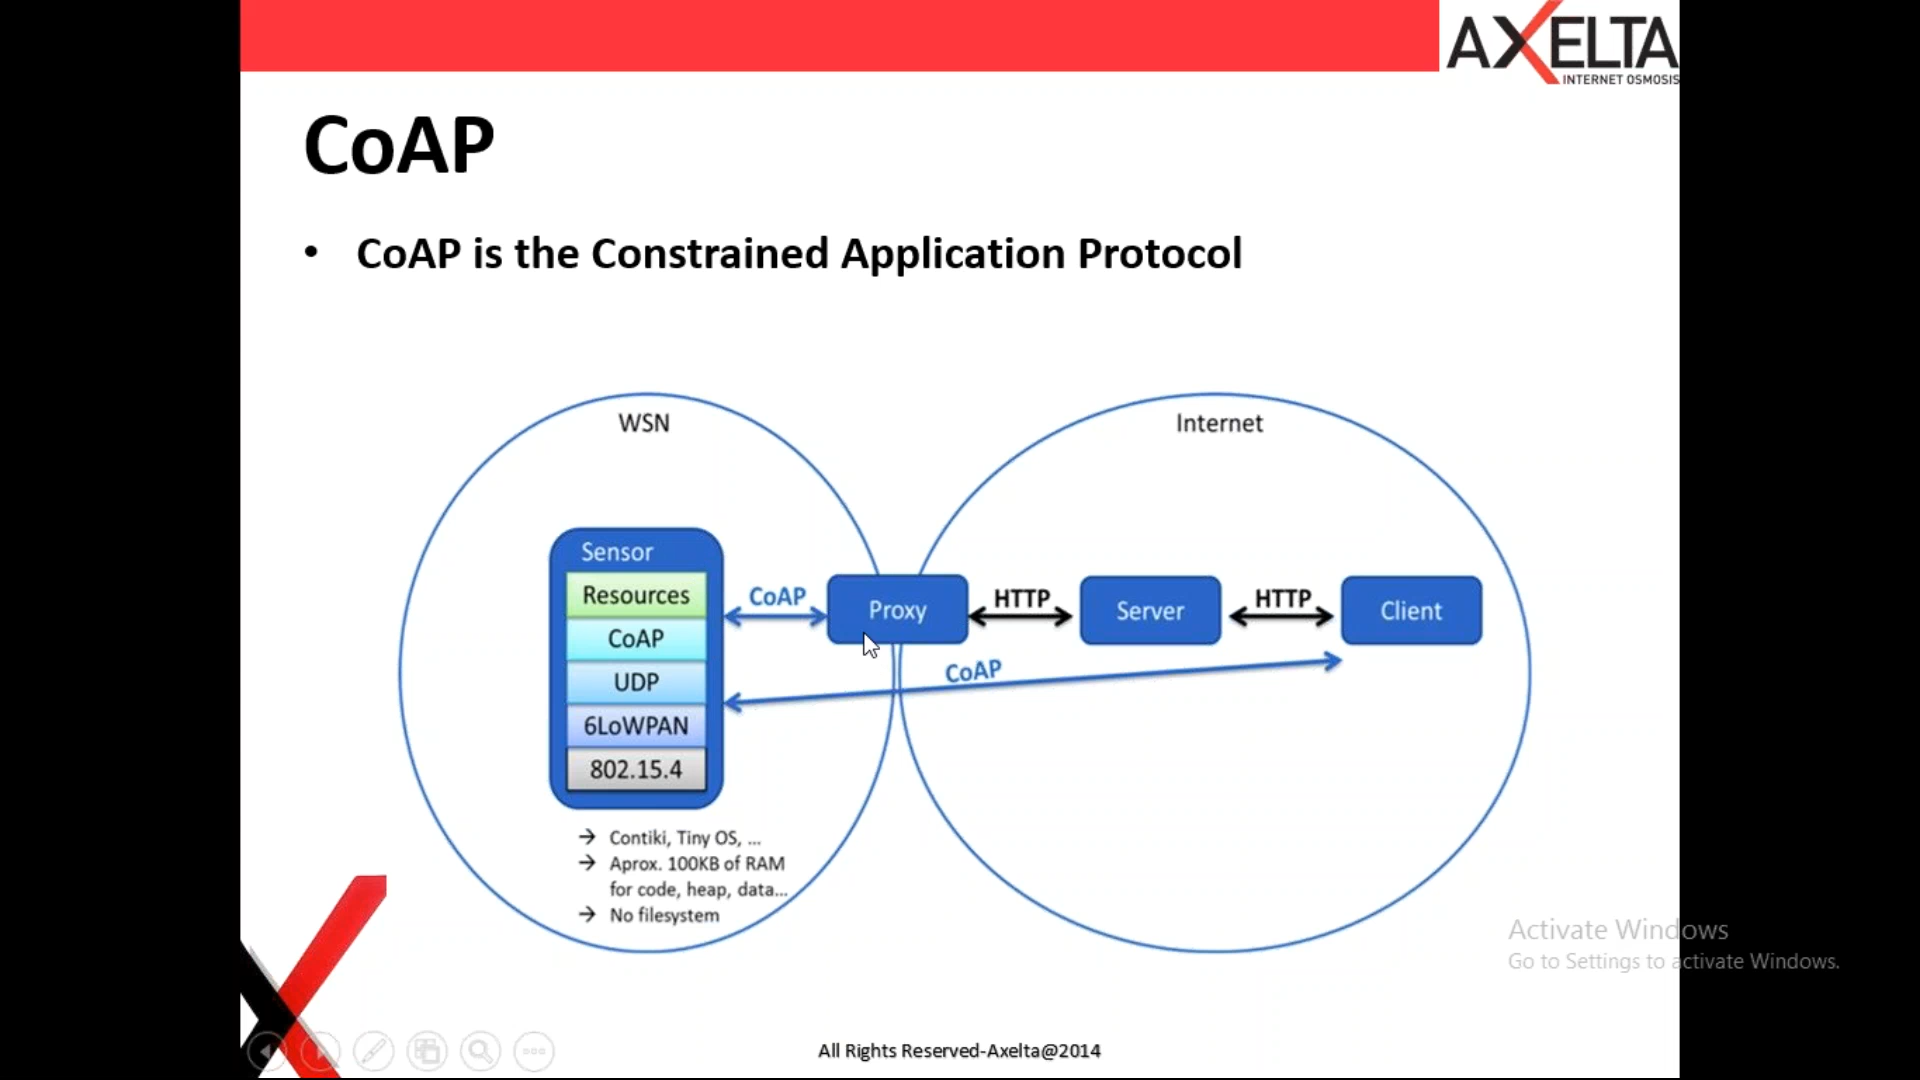 AXELTA
INTERNET OSMOSIS
CoAP
• CoAP is the Constrained Application Protocol
WSN
Internet
Sensor
Resources
CoAP
UDP
6LoWPAN
802.15.4
CoAP
Proxy
HTTP
Server
HTTP
Client
CoAP
→ Contiki, Tiny OS, ...
→ Aprox. 100KB of RAM
for code, heap, data...
→ No filesystem
Activate Windows
Go to Settings to activate Windows.
All Rights Reserved-Axelta@2014